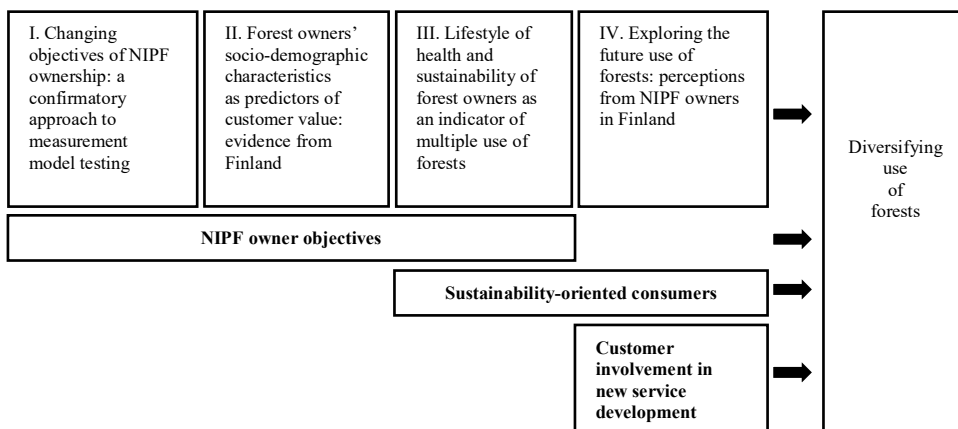 I. Changing
objectives of NIPF
ownership: a
confirmatory
approach to
measurement
model testing
II. Forest owners’
socio-demographic
characteristics
as predictors of
customer value:
evidence from
Finland
III. Lifestyle of
health and
sustainability of
forest owners as
an indicator of
multiple use of
forests
IV. Exploring the
future use of
forests: perceptions
from NIPF owners
in Finland
Diversifying
use
of
forests
NIPF owner objectives
Sustainability-oriented consumers
Customer
involvement in
new service
development